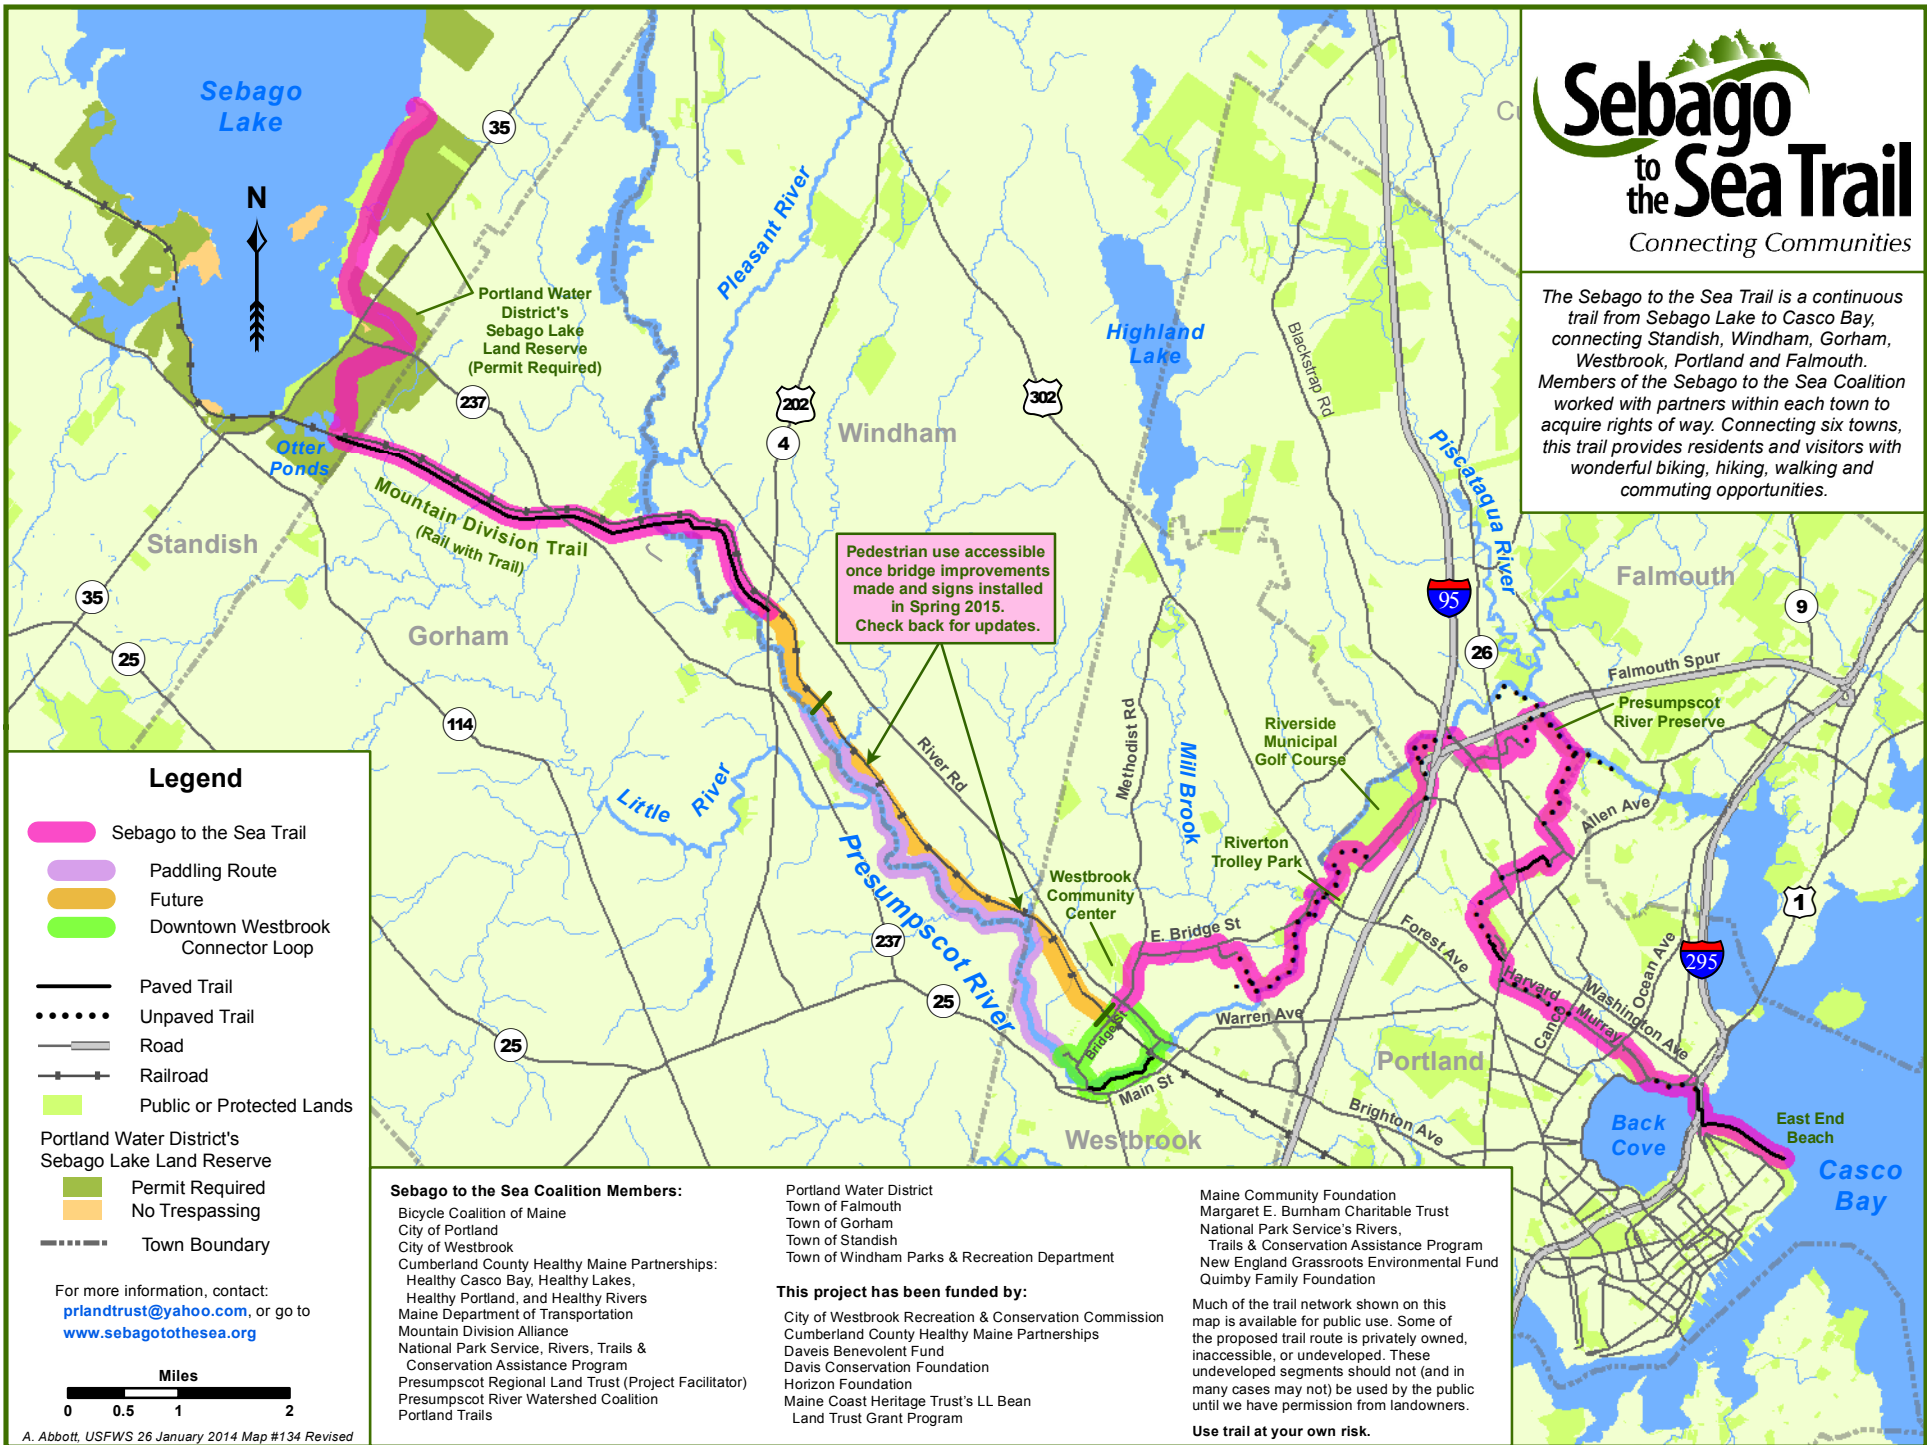 Sebago
to
the Sea Trail
Connecting Communities
The Sebago to the Sea Trail is a continuous
trail from Sebago Lake to Casco Bay,
connecting Standish, Windham, Gorham,
Westbrook, Portland and Falmouth.
Members of the Sebago to the Sea Coalition
worked with partners within each town to
acquire rights of way. Connecting six towns,
this trail provides residents and visitors with
wonderful biking, hiking, walking and
commuting opportunities.
Sebago
Lake
N
35
Portland Water
District's
Sebago Lake
Land Reserve
(Permit Required)
237
Pleasant River
Highland
Lake
Backstrap Rd
202
4
302
Windham
Piscataqua River
Otter
Ponds
Mountain Division Trail
(Rail with Trail)
Standish
35
25
Gorham
114
Pedestrian use accessible
once bridge improvements
made and signs installed
in Spring 2015.
Check back for updates.
95
26
Falmouth
9
Falmouth Spur
Presumpscot
River Preserve
Riverside
Municipal
Golf Course
Methodist Rd
Mill Brook
River Rd
Little River
Presumpscot River
Riverton
Trolley Park
Allen Ave
Westbrook
Community
Center
E. Bridge St
Forest Ave
237
25
25
1
295
Ocean Ave
Washington Ave
Harvard
Murray
Canco
Warren Ave
Bridge St
Main St
Portland
Brighton Ave
Westbrook
Back
Cove
East End
Beach
Casco
Bay
Legend
Sebago to the Sea Trail
Paddling Route
Future
Downtown Westbrook
Connector Loop
Paved Trail
Unpaved Trail
Road
Railroad
Public or Protected Lands
Portland Water District's
Sebago Lake Land Reserve
Permit Required
No Trespassing
Town Boundary
For more information, contact:
prlandtrust@yahoo.com, or go to
www.sebagotothesea.org
Miles
0 0.5 1 2
A. Abbott, USFWS 26 January 2014 Map #134 Revised
Sebago to the Sea Coalition Members:
Bicycle Coalition of Maine
City of Portland
City of Westbrook
Cumberland County Healthy Maine Partnerships:
Healthy Casco Bay, Healthy Lakes,
Healthy Portland, and Healthy Rivers
Maine Department of Transportation
Mountain Division Alliance
National Park Service, Rivers, Trails &
Conservation Assistance Program
Presumpscot Regional Land Trust (Project Facilitator)
Presumpscot River Watershed Coalition
Portland Trails
Portland Water District
Town of Falmouth
Town of Gorham
Town of Standish
Town of Windham Parks & Recreation Department
This project has been funded by:
City of Westbrook Recreation & Conservation Commission
Cumberland County Healthy Maine Partnerships
Daveis Benevolent Fund
Davis Conservation Foundation
Horizon Foundation
Maine Coast Heritage Trust's LL Bean
Land Trust Grant Program
Maine Community Foundation
Margaret E. Burnham Charitable Trust
National Park Service's Rivers,
Trails & Conservation Assistance Program
New England Grassroots Environmental Fund
Quimby Family Foundation
Much of the trail network shown on this
map is available for public use. Some of
the proposed trail route is privately owned,
inaccessible, or undeveloped. These
undeveloped segments should not (and in
many cases may not) be used by the public
until we have permission from landowners.
Use trail at your own risk.